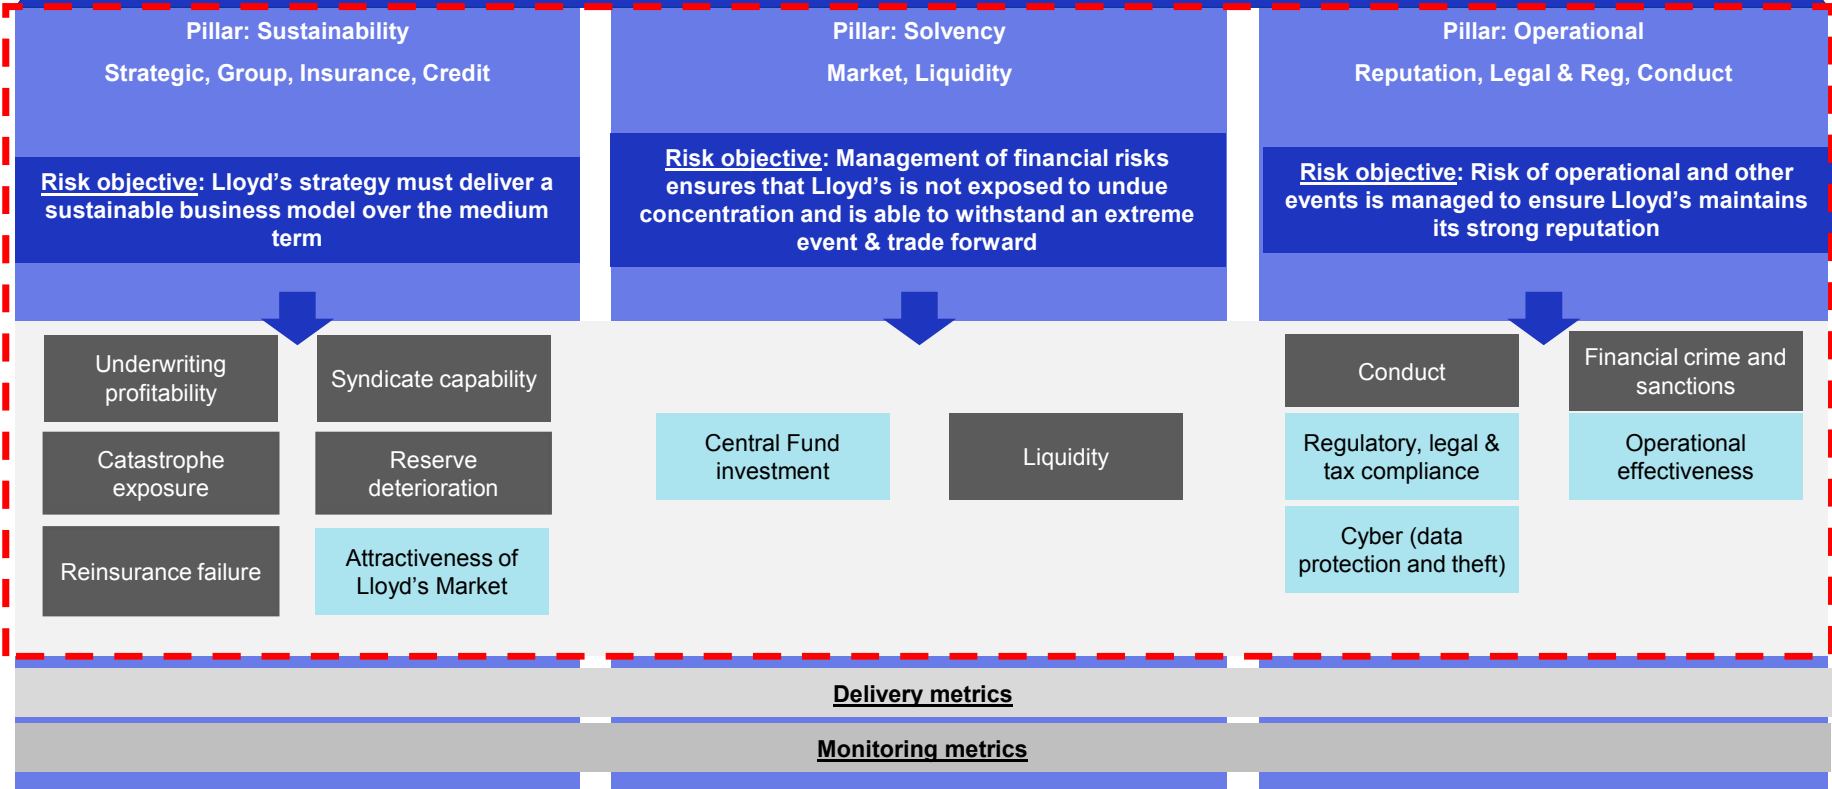 Pillar: Sustainability
Strategic, Group, Insurance, Credit
Risk objective: Lloyd's strategy must deliver a
sustainable business model over the medium
term
Underwriting
profitability
Syndicate capability
Catastrophe
exposure
Reserve
deterioration
Reinsurance failure
Attractiveness of
Lloyd's Market
Pillar: Solvency
Market, Liquidity
Risk objective: Management of financial risks
ensures that Lloyd's is not exposed to undue
concentration and is able to withstand an extreme
event & trade forward
Central Fund
investment
Liquidity
Pillar: Operational
Reputation, Legal & Reg, Conduct
Risk objective: Risk of operational and other
events is managed to ensure Lloyd's maintains
its strong reputation
Conduct
Financial crime and
sanctions
Regulatory, legal &
tax compliance
Operational
effectiveness
Cyber (data
protection and theft)
Delivery metrics
Monitoring metrics